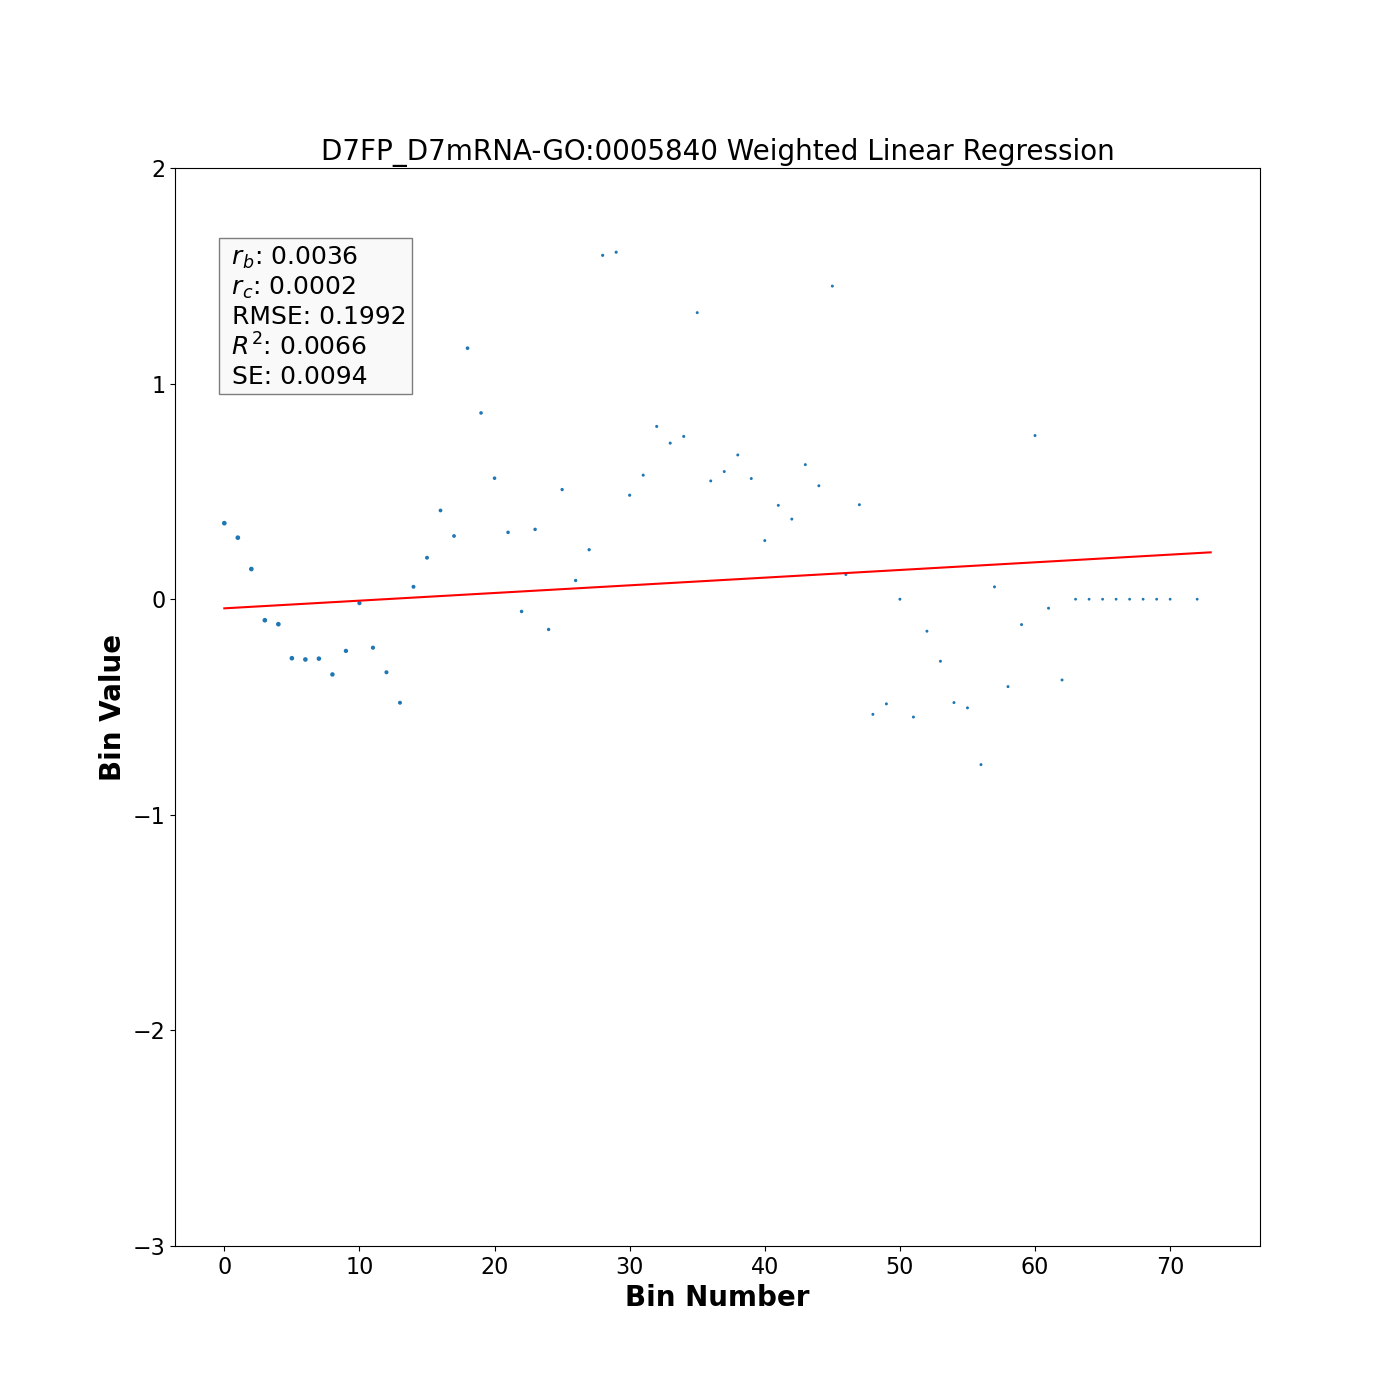 D7FP_D7mRNA-GO:0005840 Weighted Linear Regression
2
r_b: 0.0036
r_c: 0.0002
RMSE: 0.1992
R²: 0.0066
SE: 0.0094
1
0
−1
−2
−3
Bin Value
0 10 20 30 40 50 60 70
Bin Number